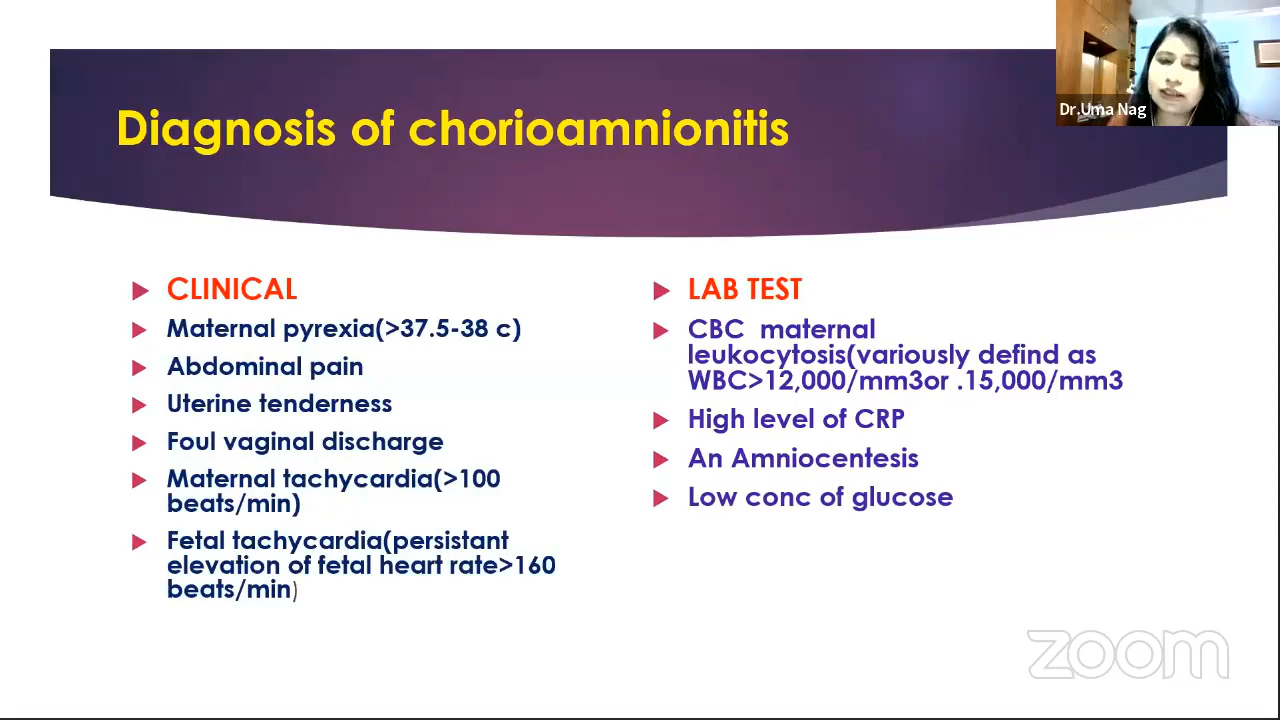 Dr.Uma Nag
Diagnosis of chorioamnionitis
CLINICAL
Maternal pyrexia(>37.5-38 c)
Abdominal pain
Uterine tenderness
Foul vaginal discharge
Maternal tachycardia(>100
beats/min)
Fetal tachycardia(persistant
elevation of fetal heart rate>160
beats/min)
LAB TEST
CBC maternal
leukocytosis(variously defind as
WBC>12,000/mm3or .15,000/mm3
High level of CRP
An Amniocentesis
Low conc of glucose
zoom